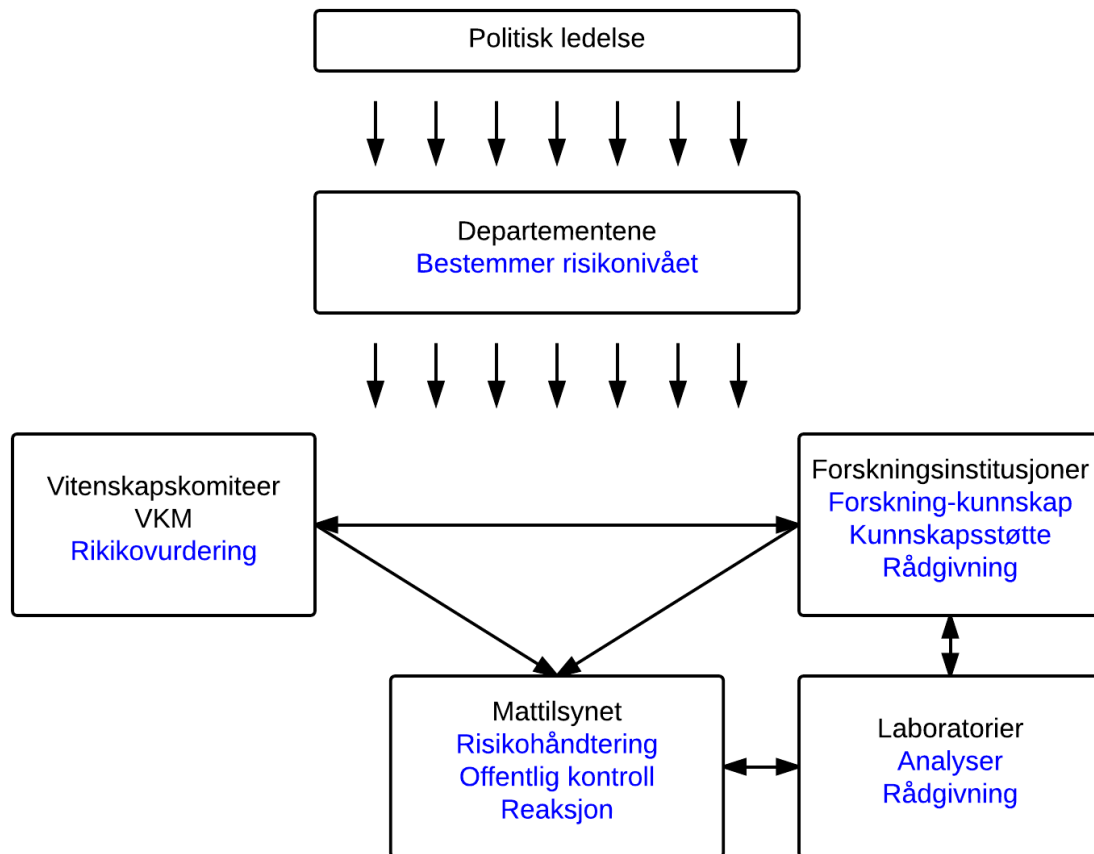 Politisk ledelse
Departementene
Bestemmer risikonivået
Vitenskapskomiteer
VKM
Rikikovurdering
Forskningsinstitusjoner
Forskning-kunnskap
Kunnskapsstøtte
Rådgivning
Mattilsynet
Risikohåndtering
Offentlig kontroll
Reaksjon
Laboratorier
Analyser
Rådgivning